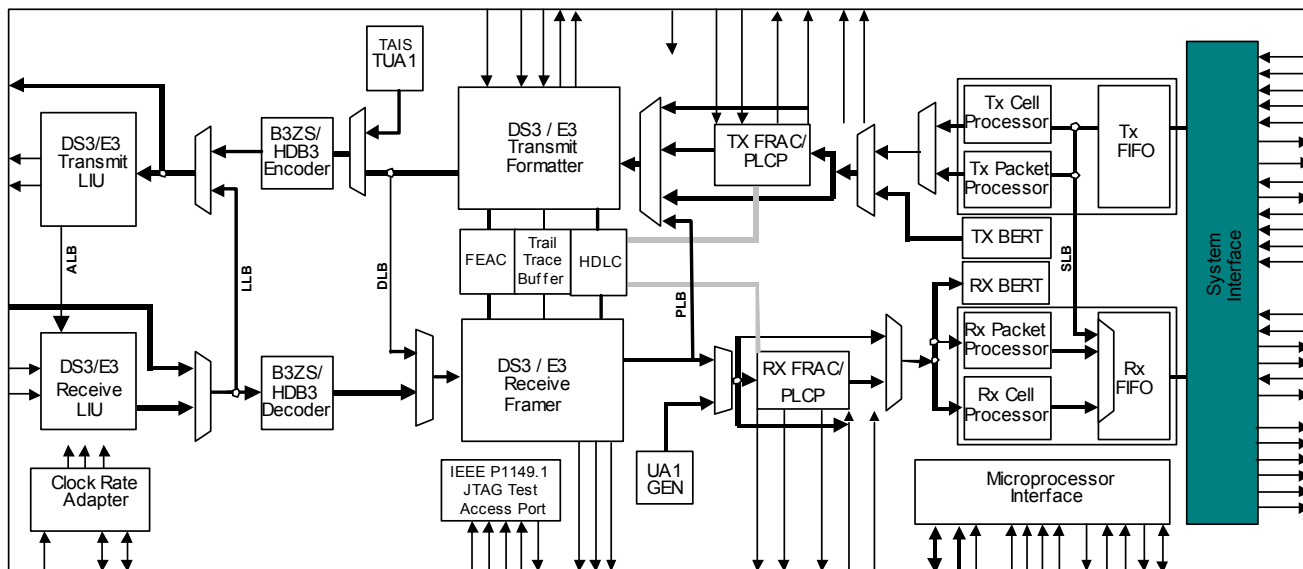 TAIS
TUA1
DS3/E3
Transmit
LIU
B3ZS/
HDB3
Encoder
DS3 / E3
Transmit
Formatter
TX FRAC/
PLCP
Tx Cell
Processor
Tx Packet
Processor
Tx
FIFO
TX BERT
RX BERT
System
Interface
ALB
LLB
DLB
FEAC
Trail
Trace
Buffer
HDLC
PLB
SLB
DS3/E3
Receive
LIU
B3ZS/
HDB3
Decoder
DS3 / E3
Receive
Framer
RX FRAC/
PLCP
Rx Packet
Processor
Rx Cell
Processor
Rx
FIFO
UA1
GEN
Clock Rate
Adapter
IEEE P1149.1
JTAG Test
Access Port
Microprocessor
Interface